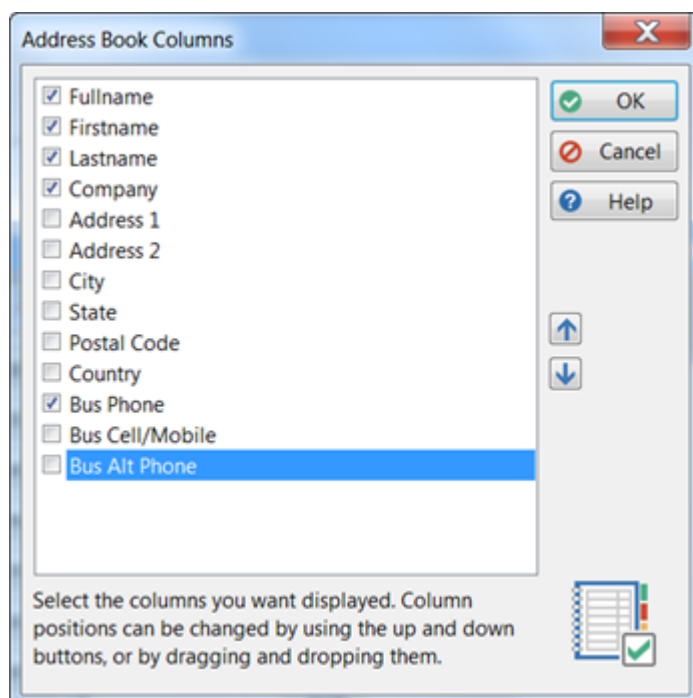 Address Book Columns
Fullname
Firstname
Lastname
Company
Address 1
Address 2
City
State
Postal Code
Country
Bus Phone
Bus Cell/Mobile
Bus Alt Phone
OK
Cancel
Help
Select the columns you want displayed. Column
positions can be changed by using the up and down
buttons, or by dragging and dropping them.